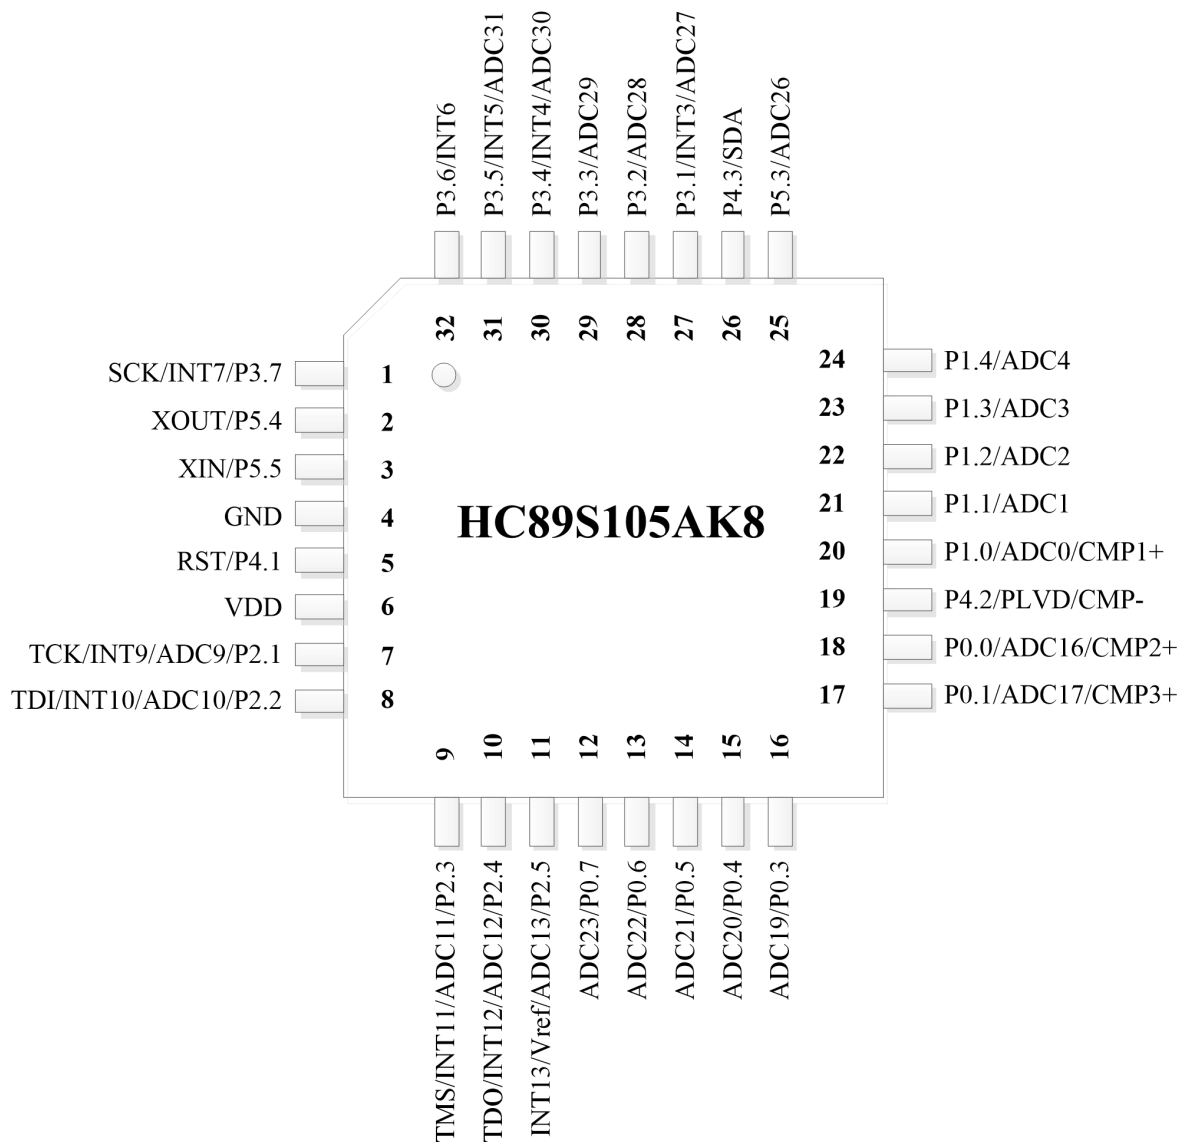 P3.6/INT6
P3.5/INT5/ADC31
P3.4/INT4/ADC30
P3.3/ADC29
P3.2/ADC28
P3.1/INT3/ADC27
P4.3/SDA
P5.3/ADC26
32
31
30
29
28
27
26
25
SCK/INT7/P3.7
1
XOUT/P5.4
2
XIN/P5.5
3
GND
4
RST/P4.1
5
VDD
6
TCK/INT9/ADC9/P2.1
7
TDI/INT10/ADC10/P2.2
8
HC89S105AK8
24
P1.4/ADC4
23
P1.3/ADC3
22
P1.2/ADC2
21
P1.1/ADC1
20
P1.0/ADC0/CMP1+
19
P4.2/PLVD/CMP-
18
P0.0/ADC16/CMP2+
17
P0.1/ADC17/CMP3+
9
10
11
12
13
14
15
16
TMS/INT11/ADC11/P2.3
TDO/INT12/ADC12/P2.4
INT13/Vref/ADC13/P2.5
ADC23/P0.7
ADC22/P0.6
ADC21/P0.5
ADC20/P0.4
ADC19/P0.3